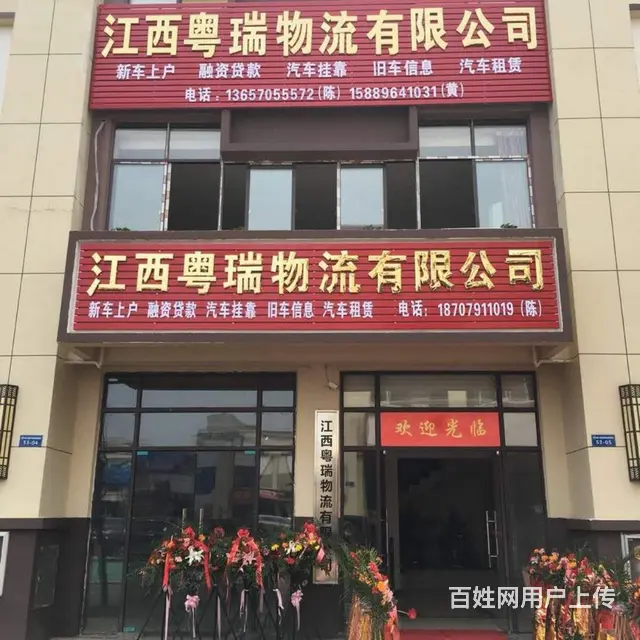 江西粤瑞物流有限公司
新车上户 融资贷款 汽车挂靠 旧车信息 汽车租赁
电话：13657055572(陈) 15889641031(黄)
江西粤瑞物流有限公司
新车上户 融资贷款 汽车挂靠 旧车信息 汽车租赁 电话：18707911019（陈）
欢迎光临
江西粤瑞物流有限公司
百姓网用户上传